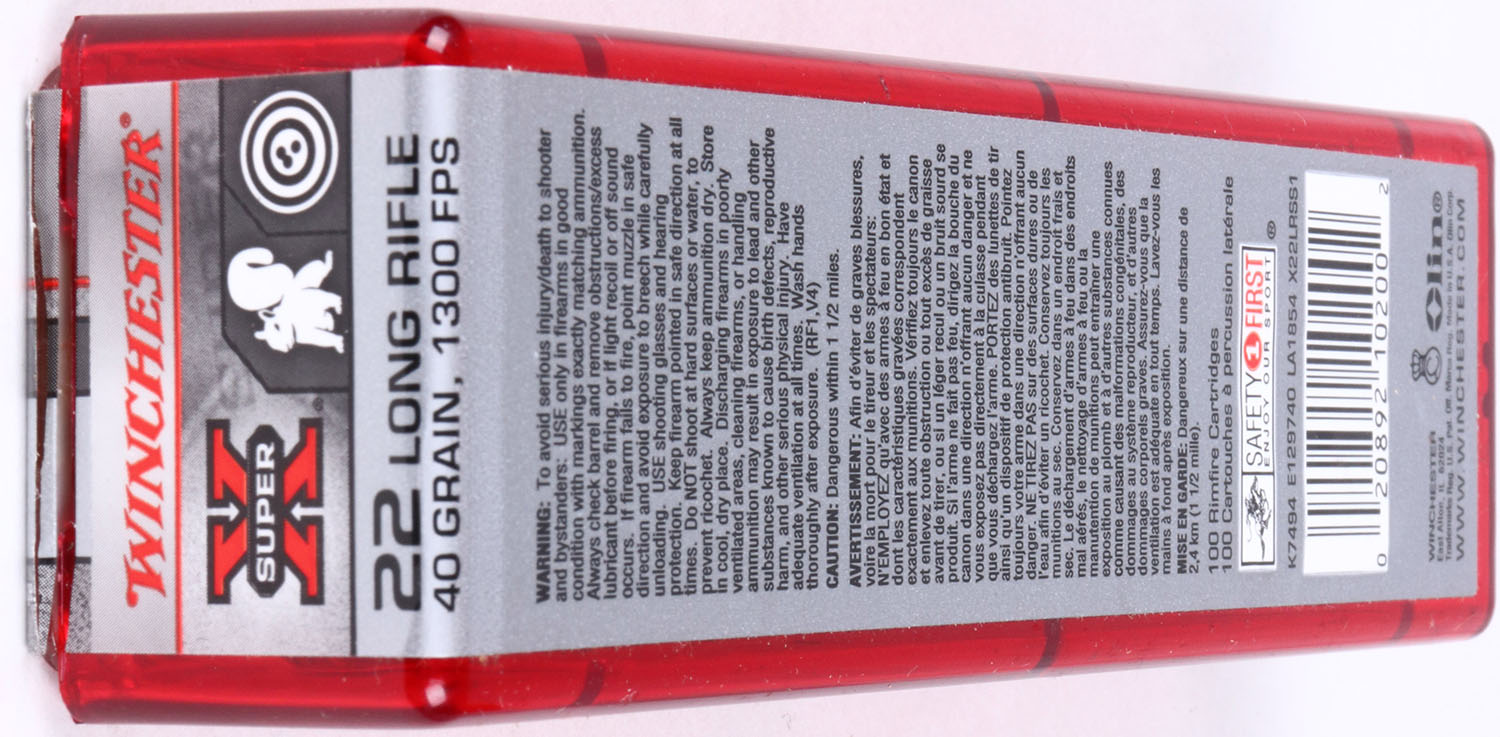 WINCHESTER®
SUPER
X®
22 LONG RIFLE
40 GRAIN, 1300 FPS
WARNING: To avoid serious injury/death to shooter
and bystanders: USE only in firearms in good
condition with markings exactly matching ammunition.
Always check barrel and remove obstructions/excess
lubricant before firing, or if light recoil or off sound
occurs. If firearm fails to fire, point muzzle in safe
direction and avoid exposure to breech while carefully
unloading. USE shooting glasses and hearing
protection. Keep firearm pointed in safe direction at all
times. Do NOT shoot at hard surfaces or water, to
prevent ricochet. Always keep ammunition dry. Store
in cool, dry place. Discharging firearms in poorly
ventilated areas, cleaning firearms, or handling
ammunition may result in exposure to lead and other
substances known to cause birth defects, reproductive
harm, and other serious physical injury. Have
adequate ventilation at all times. Wash hands
thoroughly after exposure. (RF1,V4)
CAUTION: Dangerous within 1 1/2 miles.
AVERTISSEMENT: Afin d'éviter de graves blessures,
voire la mort pour le tireur et les spectateurs:
N'EMPLOYEZ qu'avec des armes à feu en bon état et
dont les caractéristiques gravées correspondent
exactement aux munitions. Vérifiez toujours le canon
et enlevez toute obstruction ou tout excés de graisse
avant de tirer, ou si un léger recul ou un bruit sourd se
produit. Si l'arme ne fait pas feu, dirigez la bouche du
canon dans une direction n'offrant aucun danger et ne
vous exposez pas directement à la culasse pendant
que vous déchargez l'arme. PORTEZ des lunettes de tir
ainsi qu'un dispositif de protection antibruit. Pointez
toujours votre arme dans une direction n'offrant aucun
danger. NE TIREZ PAS sur des surfaces dures ou de
l'eau afin d'éviter un ricochet. Conservez toujours les
munitions au sec. Conservez dans un endroit frais et
sec. Le déchargement d'armes à feu dans des endroits
mal aérés, le nettoyage d'armes à feu ou la
manutention de munitions peut entraîner une
exposition au plomb et à d'autres substances connues
comme causant des malformations congénitales, des
dommages au système reproducteur, et d'autres
dommages corporels graves. Assurez-vous que la
ventilation est adéquate en tout temps. Lavez-vous les
mains à fond après exposition.
MISE EN GARDE: Dangereux sur une distance de
2,4 km (1 1/2 mille).
100 Rimfire Cartridges
100 Cartouches à percussion latérale
SAFETY 1 FIRST ®
ENJOY OUR SPORT
K7494 E129740 LA1854 X22LRSS1
0 20892 10200 2
WINCHESTER
East Alton, IL 62024
Trademarks Reg. U.S. Pat. Off. Marca Reg. Made in U.S.A. Olin Corp.
Olin®
WWW.WINCHESTER.COM